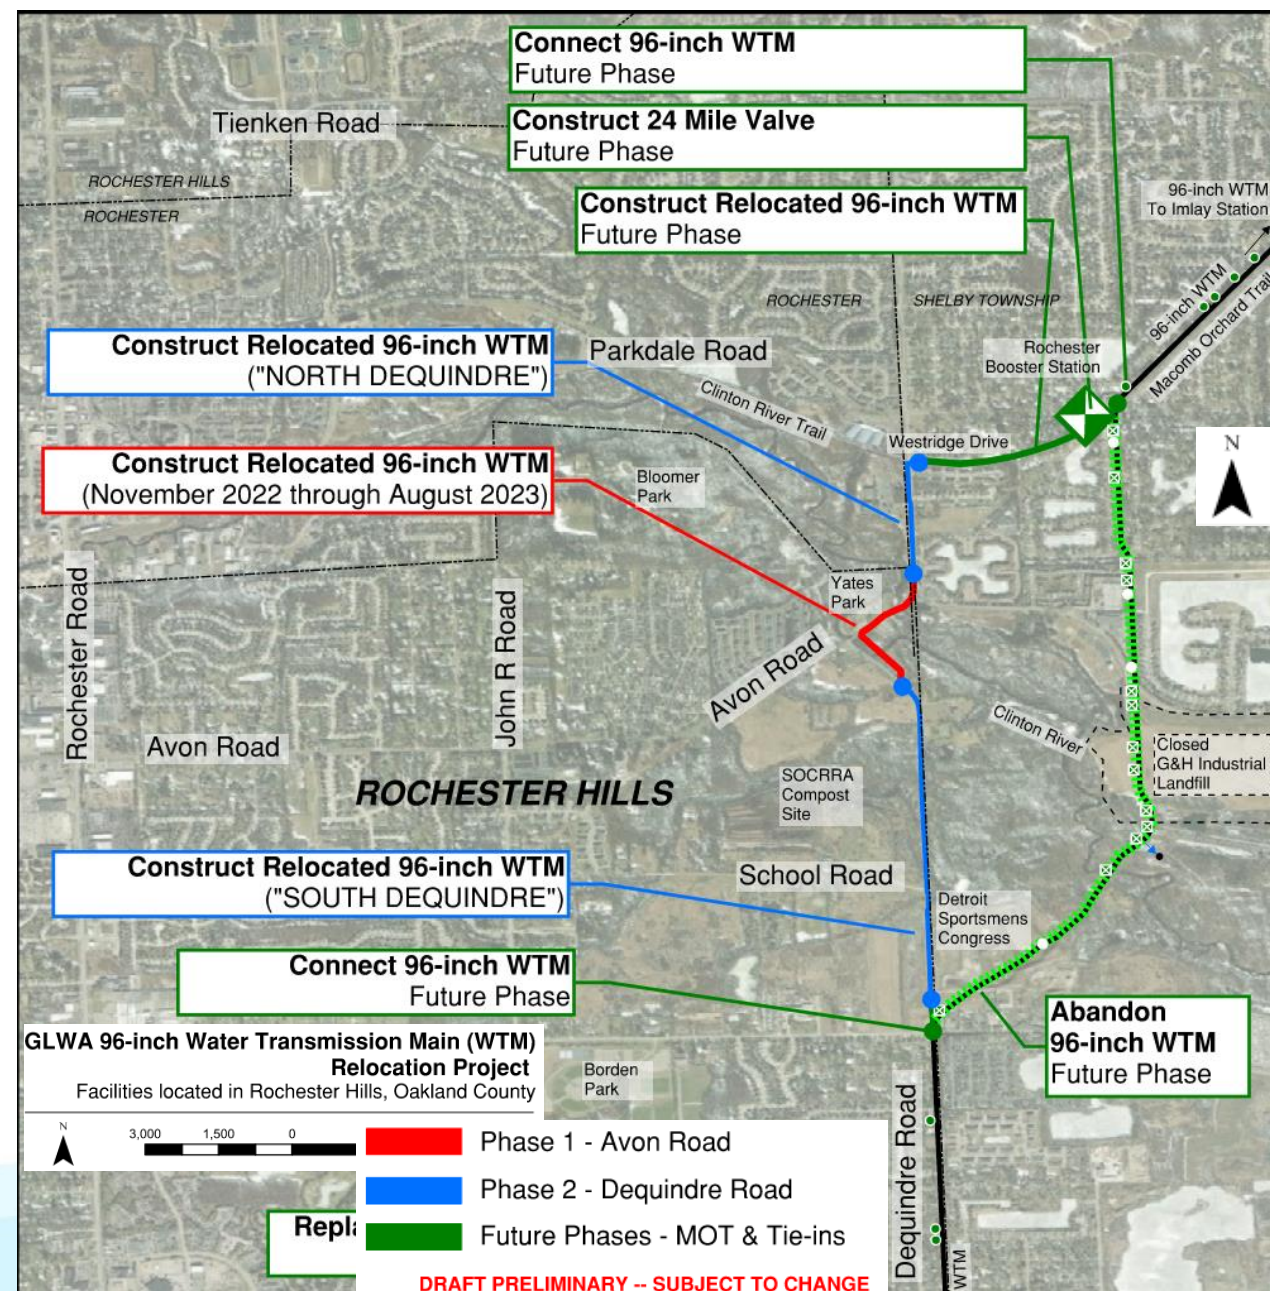 Connect 96-inch WTM
Future Phase
Construct 24 Mile Valve
Future Phase
Tienken Road
ROCHESTER HILLS
ROCHESTER
Construct Relocated 96-inch WTM
Future Phase
96-inch WTM
To Imlay Station
ROCHESTER
SHELBY TOWNSHIP
96-inch WTM
Macomb Orchard Trail
Construct Relocated 96-inch WTM
("NORTH DEQUINDRE")
Parkdale Road
Rochester
Booster Station
Clinton River Trail
Westridge Drive
N
Construct Relocated 96-inch WTM
(November 2022 through August 2023)
Bloomer
Park
Yates
Park
Rochester Road
John R Road
Avon Road
Avon Road
Clinton River
Closed
G&H Industrial
Landfill
ROCHESTER HILLS
SOCRRA
Compost
Site
Construct Relocated 96-inch WTM
("SOUTH DEQUINDRE")
School Road
Detroit
Sportsmens
Congress
Connect 96-inch WTM
Future Phase
Abandon
96-inch WTM
Future Phase
GLWA 96-inch Water Transmission Main (WTM)
Relocation Project
Facilities located in Rochester Hills, Oakland County
N
3,000 1,500 0
Borden
Park
Dequindre Road
WTM
Phase 1 - Avon Road
Phase 2 - Dequindre Road
Future Phases - MOT & Tie-ins
DRAFT PRELIMINARY -- SUBJECT TO CHANGE